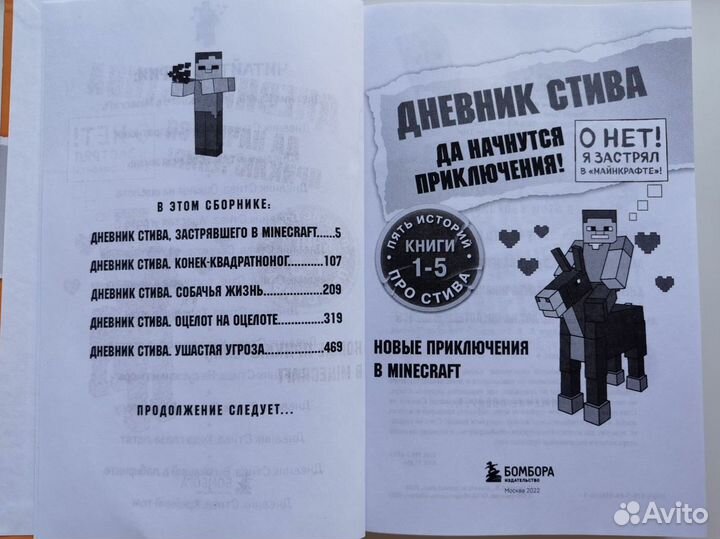 В ЭТОМ СБОРНИКЕ:
ДНЕВНИК СТИВА, ЗАСТРЯВШЕГО В MINECRAFT......5
ДНЕВНИК СТИВА. КОНЕК-КВАДРАТНОНОГ............107
ДНЕВНИК СТИВА. СОБАЧЬЯ ЖИЗНЬ...................209
ДНЕВНИК СТИВА. ОЦЕЛОТ НА ОЦЕЛОТЕ..............319
ДНЕВНИК СТИВА. УШАСТАЯ УГРОЗА...................469
ПРОДОЛЖЕНИЕ СЛЕДУЕТ...
ДНЕВНИК СТИВА
ДА НАЧНУТСЯ
ПРИКЛЮЧЕНИЯ!
О НЕТ!
Я ЗАСТРЯЛ
В «МАЙНКРАФТЕ»!
ПЯТЬ ИСТОРИЙ
КНИГИ
1-5
ПРО СТИВА
НОВЫЕ ПРИКЛЮЧЕНИЯ
В MINECRAFT
БОМБОРА
ИЗДАТЕЛЬСТВО
Москва 2022
Avito